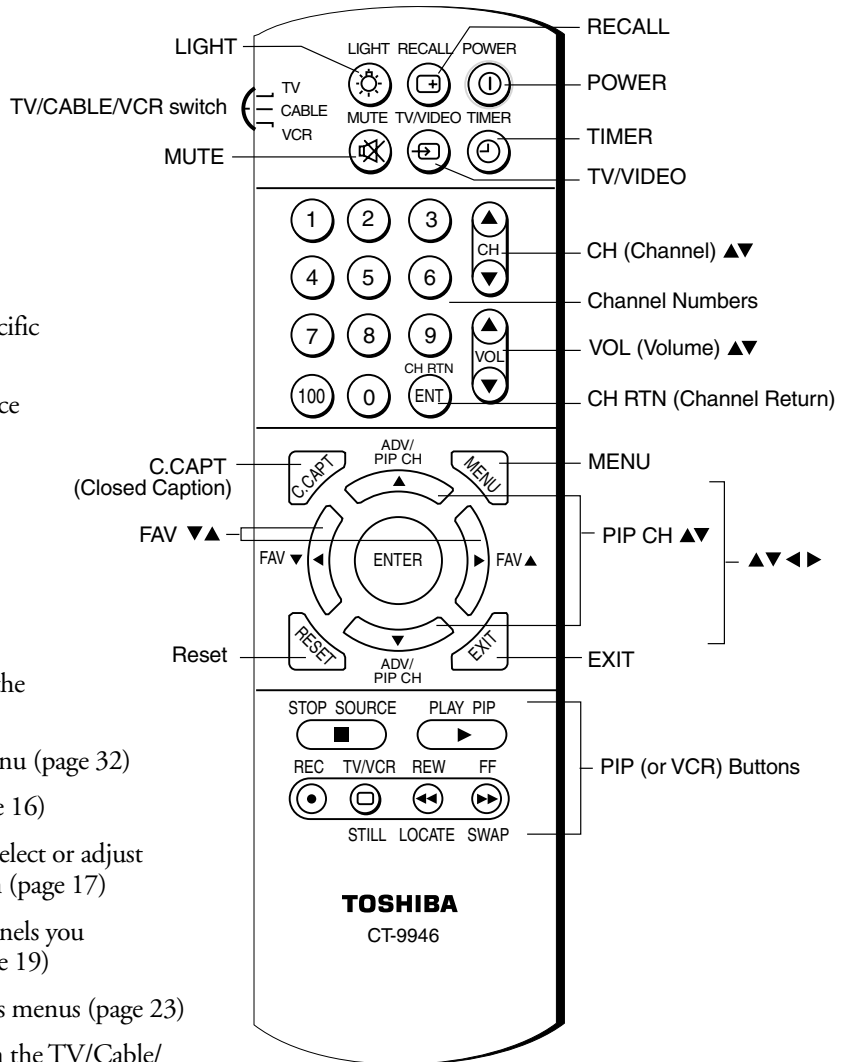 LIGHT
RECALL
LIGHT RECALL POWER
POWER
TV
CABLE
VCR
TV/CABLE/VCR switch
MUTE TV/VIDEO TIMER
TIMER
MUTE
TV/VIDEO
1 2 3
CH
CH (Channel) ▲▼
4 5 6
Channel Numbers
7 8 9
VOL
VOL (Volume) ▲▼
CH RTN
100 0 ENT
CH RTN (Channel Return)
cific
ce
C.CAPT
(Closed Caption)
C.CAPT
ADV/
PIP CH
MENU
MENU
FAV ▼▲
FAV ▼
ENTER
FAV ▲
PIP CH ▲▼
▲▼◀▶
Reset
RESET
ADV/
PIP CH
EXIT
EXIT
STOP SOURCE PLAY PIP
REC TV/VCR REW FF
STILL LOCATE SWAP
PIP (or VCR) Buttons
TOSHIBA
CT-9946
he
nu (page 32)
e 16)
elect or adjust
n (page 17)
nels you
e 19)
s menus (page 23)
n the TV/Cable/